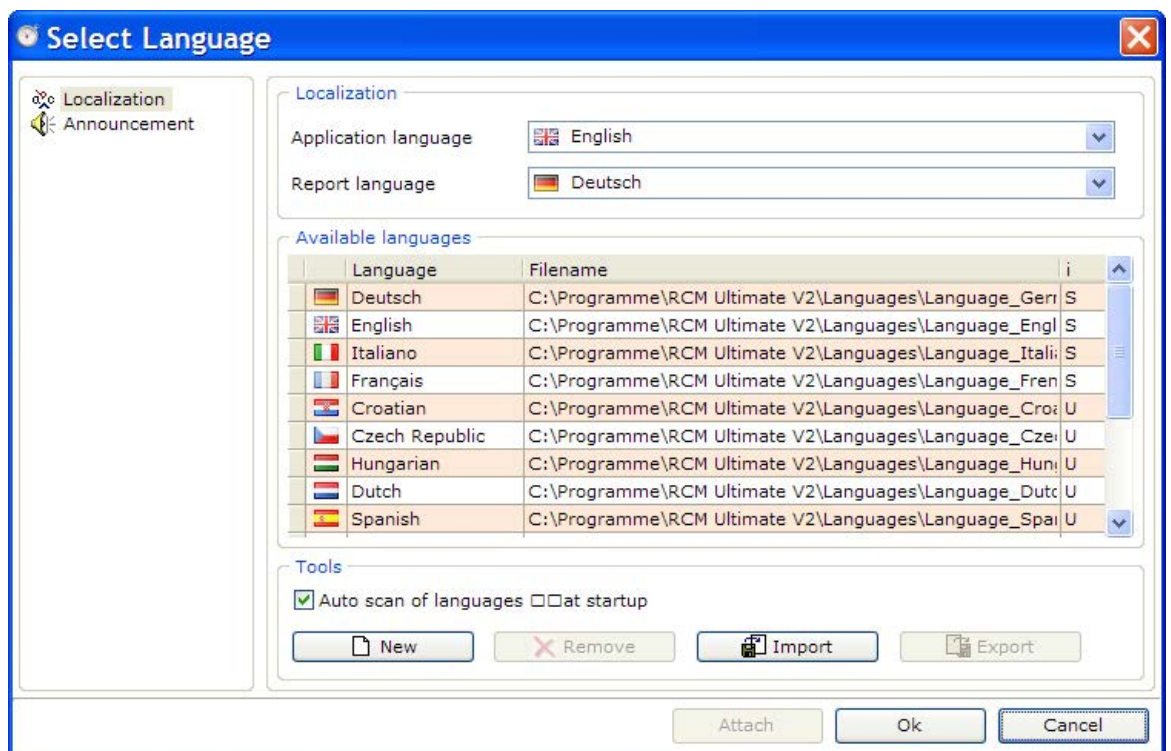 Select Language
Localization
Announcement
Localization
Application language English
Report language Deutsch
Available languages
Language Filename i
Deutsch C:\Programme\RCM Ultimate V2\Languages\Language_Gerr S
English C:\Programme\RCM Ultimate V2\Languages\Language_Engl S
Italiano C:\Programme\RCM Ultimate V2\Languages\Language_Itali S
Français C:\Programme\RCM Ultimate V2\Languages\Language_Fren S
Croatian C:\Programme\RCM Ultimate V2\Languages\Language_Croa U
Czech Republic C:\Programme\RCM Ultimate V2\Languages\Language_Cze U
Hungarian C:\Programme\RCM Ultimate V2\Languages\Language_Hung U
Dutch C:\Programme\RCM Ultimate V2\Languages\Language_Dutc U
Spanish C:\Programme\RCM Ultimate V2\Languages\Language_Spa U
Tools
Auto scan of languages □□at startup
New Remove Import Export
Attach Ok Cancel